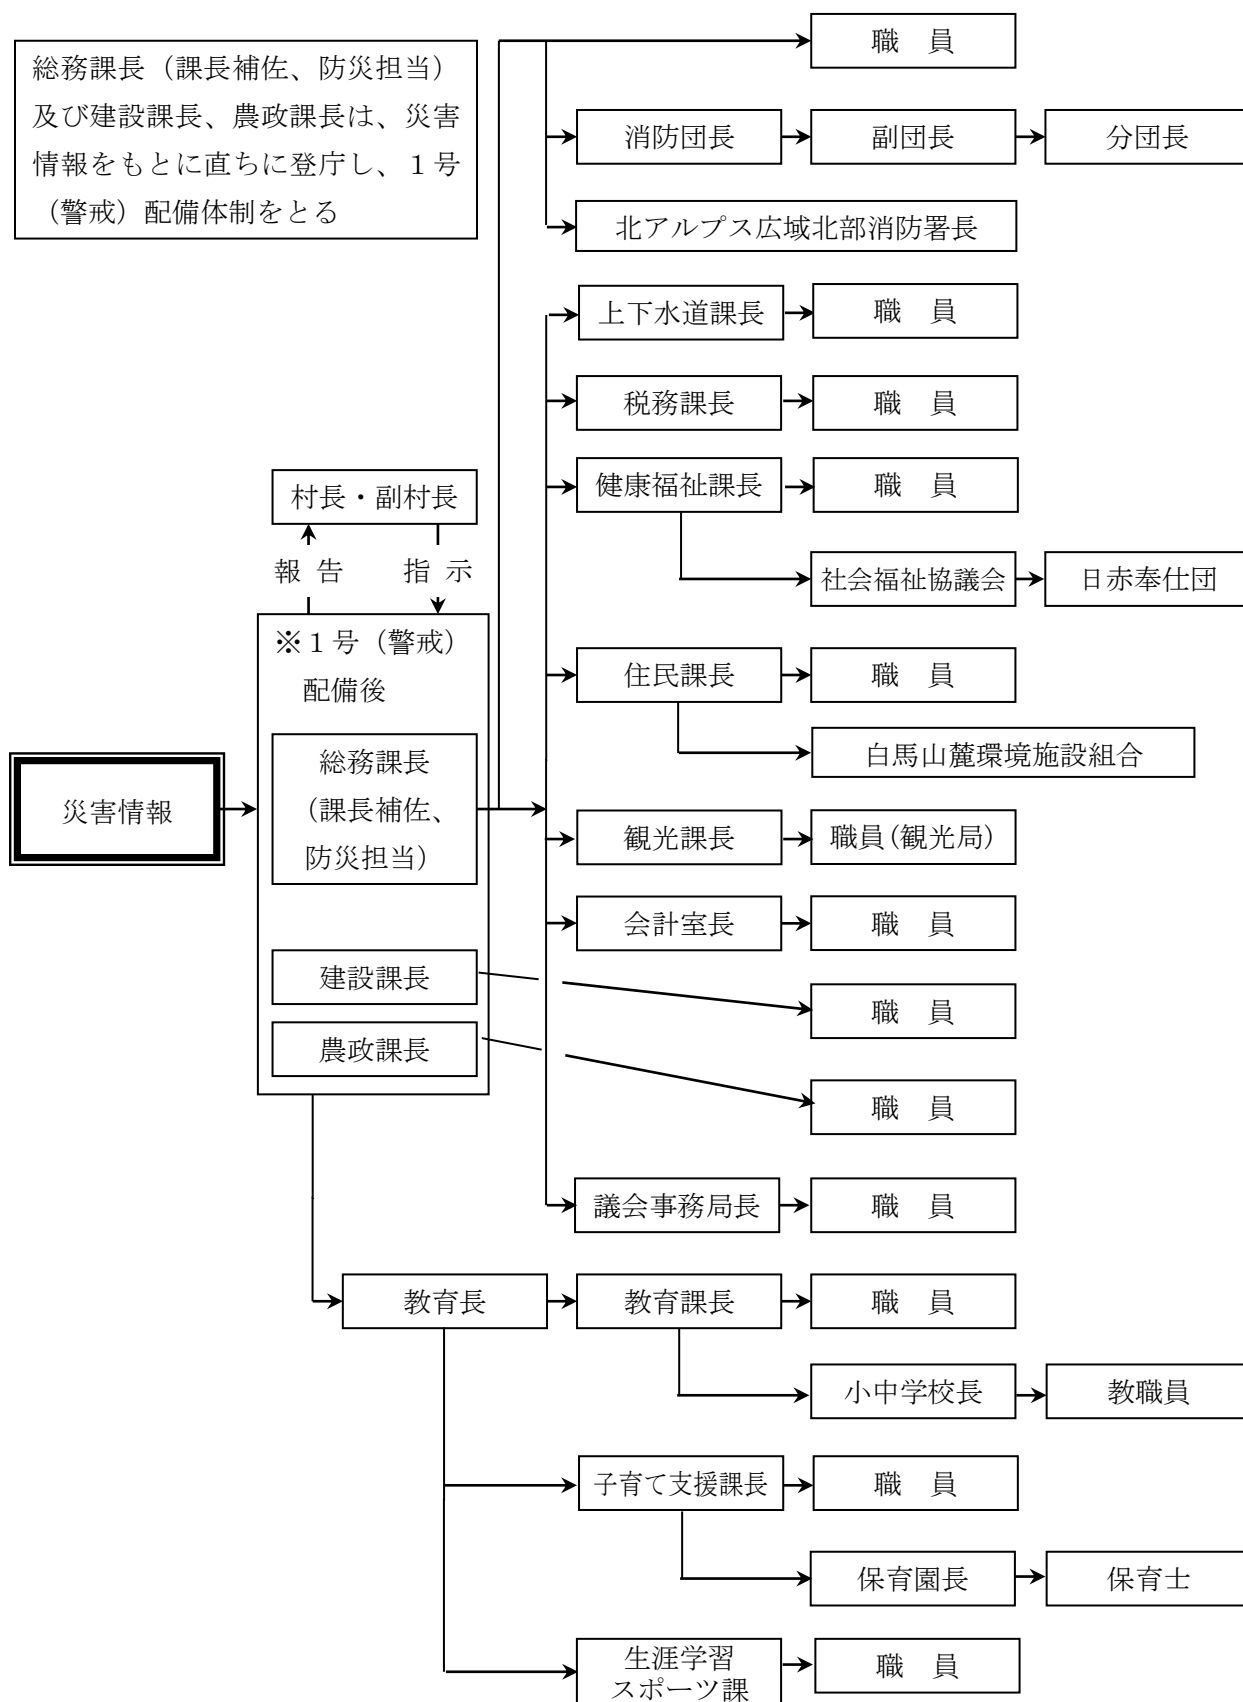 総務課長（課長補佐、防災担当）
及び建設課長、農政課長は、災害
情報をもとに直ちに登庁し、１号
（警戒）配備体制をとる
職　員
消防団長
副団長
分団長
北アルプス広域北部消防署長
上下水道課長
職　員
税務課長
職　員
健康福祉課長
職　員
社会福祉協議会
日赤奉仕団
村長・副村長
報 告
指 示
※１号（警戒）
配備後
総務課長
（課長補佐、
防災担当）
建設課長
農政課長
災害情報
住民課長
職　員
白馬山麓環境施設組合
観光課長
職員（観光局）
会計室長
職　員
職　員
職　員
議会事務局長
職　員
教育長
教育課長
職　員
小中学校長
教職員
子育て支援課長
職　員
保育園長
保育士
生涯学習
スポーツ課
職　員